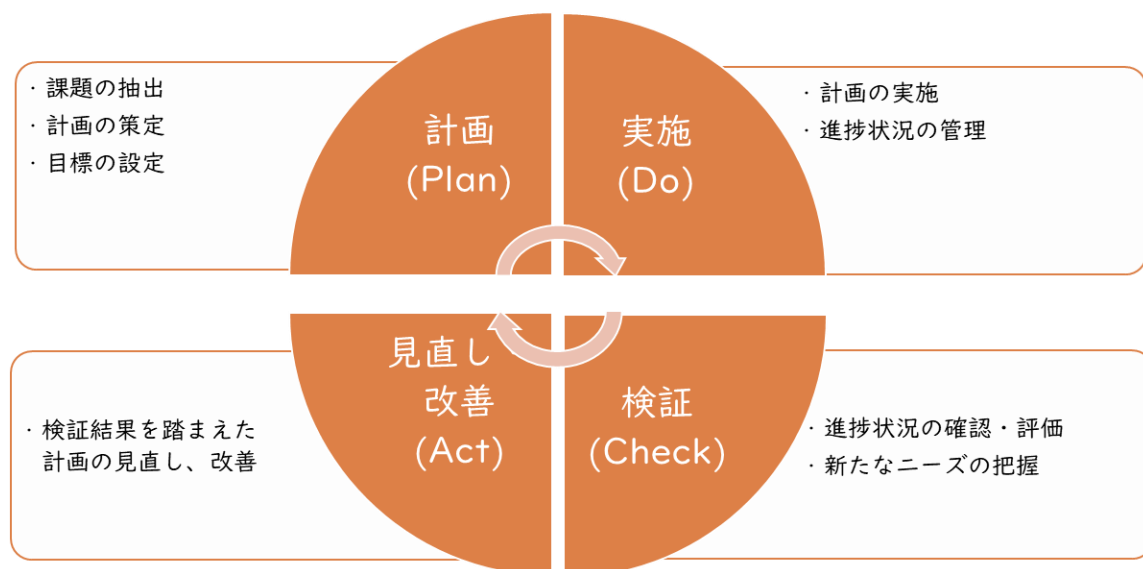 ・課題の抽出
・計画の策定
・目標の設定
計画
(Plan)
実施
(Do)
・計画の実施
・進捗状況の管理
・検証結果を踏まえた
計画の見直し、改善
見直し・
改善
(Act)
検証
(Check)
・進捗状況の確認・評価
・新たなニーズの把握